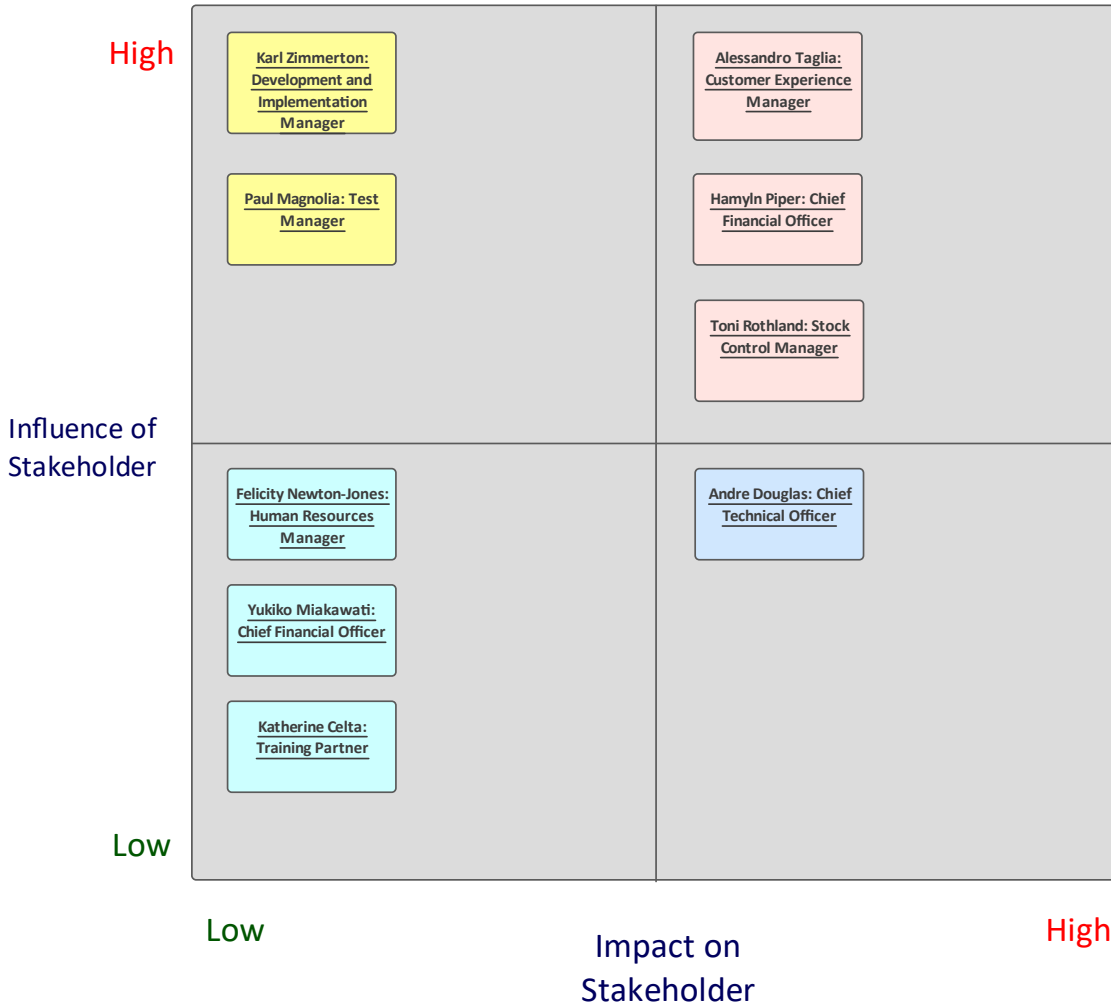 High
Karl Zimmerton:
Development and
Implementation
Manager
Alessandro Taglia:
Customer Experience
Manager
Paul Magnolia: Test
Manager
Hamyln Piper: Chief
Financial Officer
Toni Rothland: Stock
Control Manager
Influence of
Stakeholder
Felicity Newton-Jones:
Human Resources
Manager
Andre Douglas: Chief
Technical Officer
Yukiko Miakawati:
Chief Financial Officer
Katherine Celta:
Training Partner
Low
Low
Impact on
Stakeholder
High